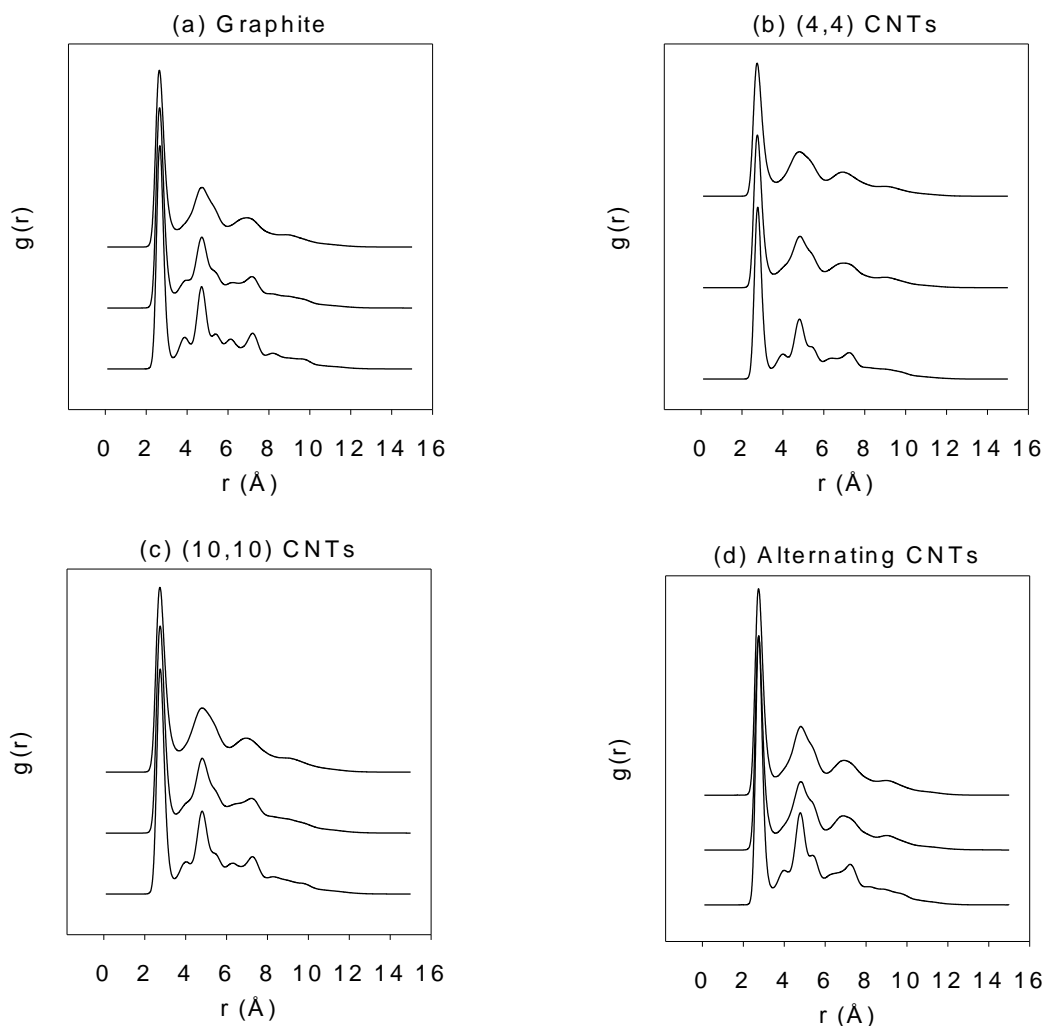 (a) Graphite
g(r)
0 2 4 6 8 10 12 14 16
r (Å)
(b) (4,4) CNTs
g(r)
0 2 4 6 8 10 12 14 16
r (Å)
(c) (10,10) CNTs
g(r)
0 2 4 6 8 10 12 14 16
r (Å)
(d) Alternating CNTs
g(r)
0 2 4 6 8 10 12 14 16
r (Å)